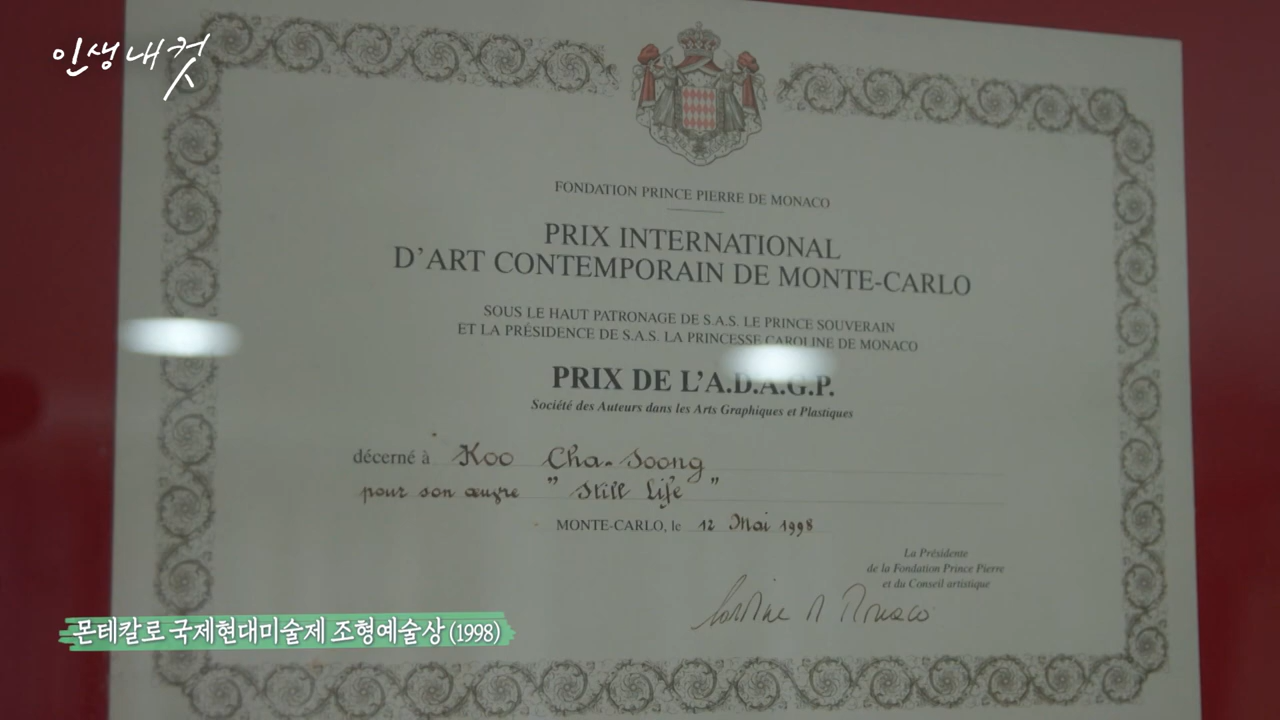 인생내컷
FONDATION PRINCE PIERRE DE MONACO
PRIX INTERNATIONAL
D'ART CONTEMPORAIN DE MONTE-CARLO
SOUS LE HAUT PATRONAGE DE S.A.S. LE PRINCE SOUVERAIN
ET LA PRÉSIDENCE DE S.A.S. LA PRINCESSE CAROLINE DE MONACO
PRIX DE L'A.D.A.G.P.
Société des Auteurs dans les Arts Graphiques et Plastiques
décerné à Koo Cha-Soong
pour son œuvre " Still Life "
MONTE-CARLO, le 12 Mai 1998
La Présidente
de la Fondation Prince Pierre
et du Conseil artistique
Caroline d Monaco
몬테칼로 국제현대미술제 조형예술상 (1998)